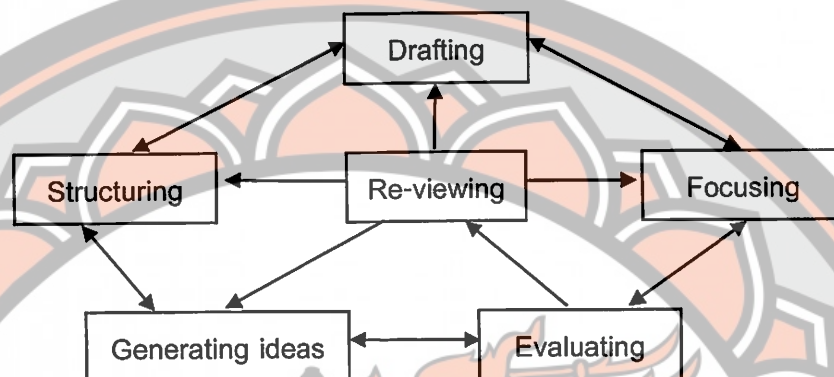 Drafting
Structuring
Re-viewing
Focusing
Generating ideas
Evaluating